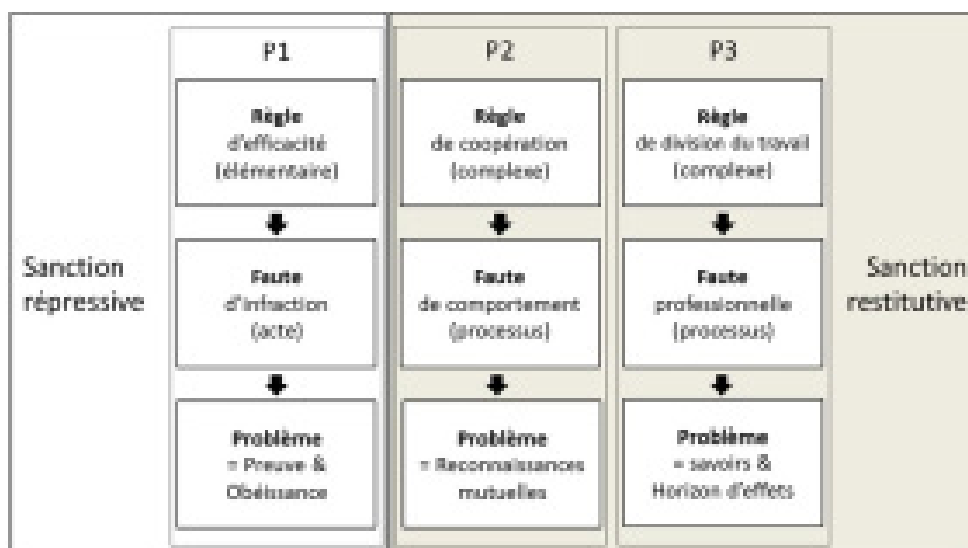 Sanction
répressive
P1
Règle
d'efficacité
(élémentaire)
Faute
d'infraction
(acte)
Problème
= Preuve &
Obéissance
P2
Règle
de coopération
(complexe)
Faute
de comportement
(processus)
Problème
= Reconnaissances
mutuelles
P3
Règle
de division du travail
(complexe)
Faute
professionnelle
(processus)
Problème
= savoirs &
Horizon d'effets
Sanction
restitutive